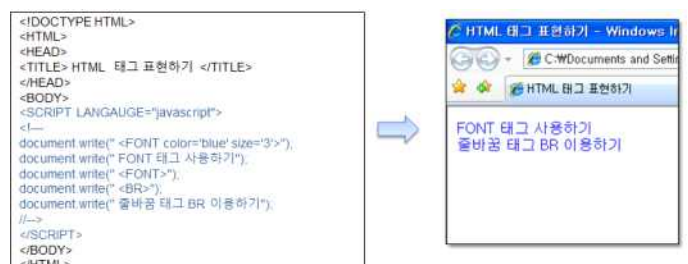 <!DOCTYPE HTML>
<HTML>
<HEAD>
<TITLE> HTML 태그 표현하기 </TITLE>
</HEAD>
<BODY>
<SCRIPT LANGAUGE="javascript">
<!--
document.write(" <FONT color='blue' size='3'>");
document.write(" FONT 태그 사용하기");
document.write(" <FONT>");
document.write(" <BR>");
document.write(" 줄바꿈 태그 BR 이용하기");
//-->
</SCRIPT>
</BODY>
</HTML>
HTML 태그 표현하기 - Windows In
C:\Documents and Settin
HTML 태그 표현하기
FONT 태그 사용하기
줄바꿈 태그 BR 이용하기